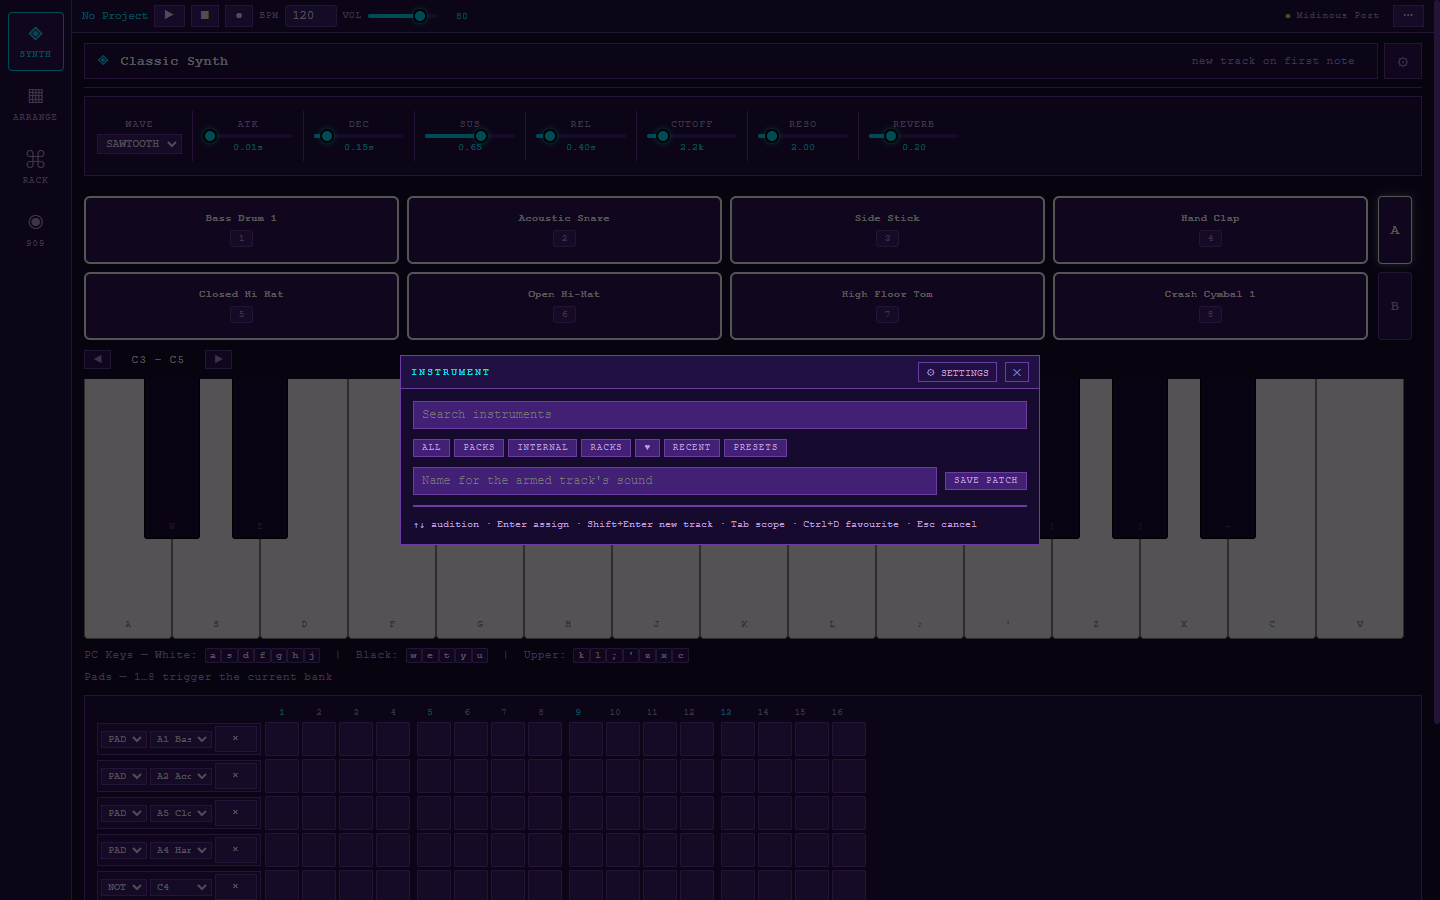 No Project BPM 120 VOL 80 Midinous Port ...
SYNTH
ARRANGE
RACK
909
Classic Synth new track on first note
WAVE ATK DEC SUS REL CUTOFF RESO REVERB
SAWTOOTH 0.01s 0.15s 0.65 0.40s 2.2k 2.00 0.20
Bass Drum 1 Acoustic Snare Side Stick Hand Clap A
1 2 3 4
Closed Hi Hat Open Hi-Hat High Floor Tom Crash Cymbal 1 B
5 6 7 8
C3 — C5
INSTRUMENT ⚙ SETTINGS ✕
Search instruments
ALL PACKS INTERNAL RACKS ♥ RECENT PRESETS
Name for the armed track's sound SAVE PATCH
↑↓ audition · Enter assign · Shift+Enter new track · Tab scope · Ctrl+D favourite · Esc cancel
W E
A S D F G H J K L ; ' Z X C V
PC Keys — White: a s d f g h j | Black: w e t y u | Upper: k l ; ' z x c
Pads — 1…8 trigger the current bank
1 2 3 4 5 6 7 8 9 10 11 12 13 14 15 16
PAD A1 Bas ×
PAD A2 Acc ×
PAD A5 Clc ×
PAD A4 Har ×
NOT C4 ×